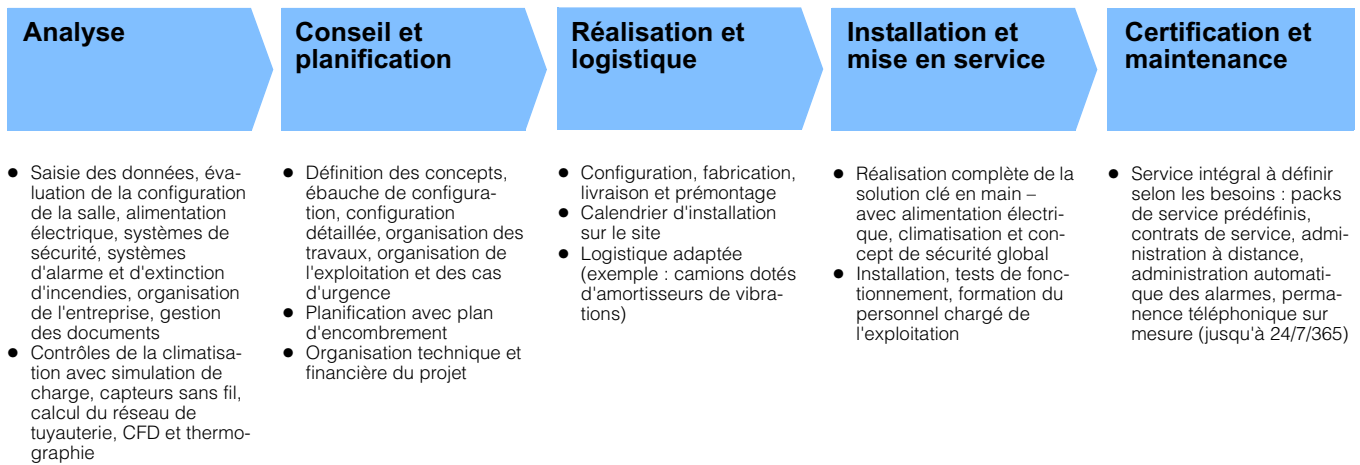 Analyse
● Saisie des données, éva-
luation de la configuration
de la salle, alimentation
électrique, systèmes de
sécurité, systèmes
d'alarme et d'extinction
d'incendies, organisation
de l'entreprise, gestion
des documents
● Contrôles de la climatisa-
tion avec simulation de
charge, capteurs sans fil,
calcul du réseau de
tuyauterie, CFD et thermo-
graphie
Conseil et
planification
● Définition des concepts,
ébauche de configura-
tion, configuration
détaillée, organisation des
travaux, organisation de
l'exploitation et des cas
d'urgence
● Planification avec plan
d'encombrement
● Organisation technique et
financière du projet
Réalisation et
logistique
● Configuration, fabrication,
livraison et prémontage
● Calendrier d'installation
sur le site
● Logistique adaptée
(exemple : camions dotés
d'amortisseurs de vibra-
tions)
Installation et
mise en service
● Réalisation complète de la
solution clé en main –
avec alimentation électri-
que, climatisation et con-
cept de sécurité global
● Installation, tests de fonc-
tionnement, formation du
personnel chargé de
l'exploitation
Certification et
maintenance
● Service intégral à définir
selon les besoins : packs
de service prédéfinis,
contrats de service, admi-
nistration à distance,
administration automati-
que des alarmes, perma-
nence téléphonique sur
mesure (jusqu'à 24/7/365)